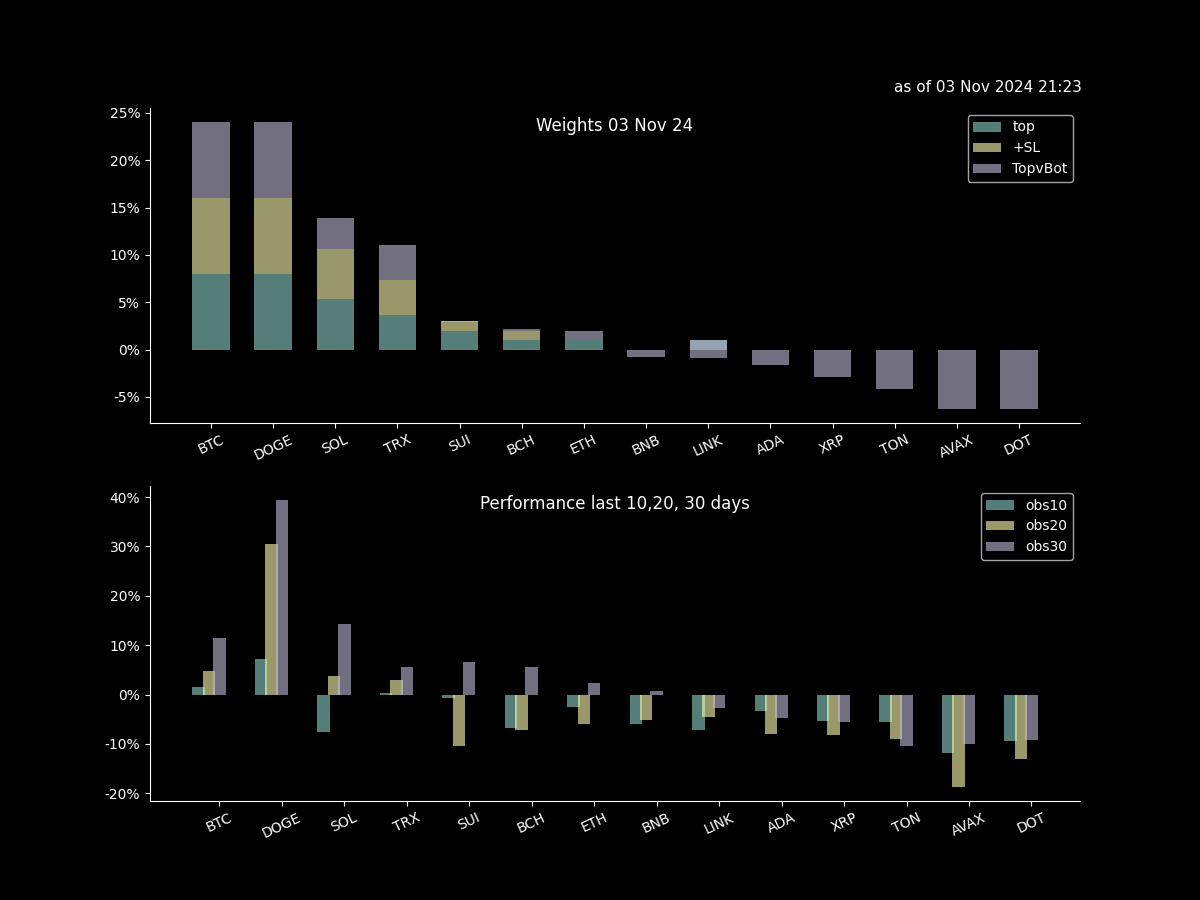 as of 03 Nov 2024 21:23
Weights 03 Nov 24
25%
20%
15%
10%
5%
0%
-5%
top
+SL
TopvBot
BTC DOGE SOL TRX SUI BCH ETH BNB LINK ADA XRP TON AVAX DOT
Performance last 10,20, 30 days
40%
30%
20%
10%
0%
-10%
-20%
obs10
obs20
obs30
BTC DOGE SOL TRX SUI BCH ETH BNB LINK ADA XRP TON AVAX DOT